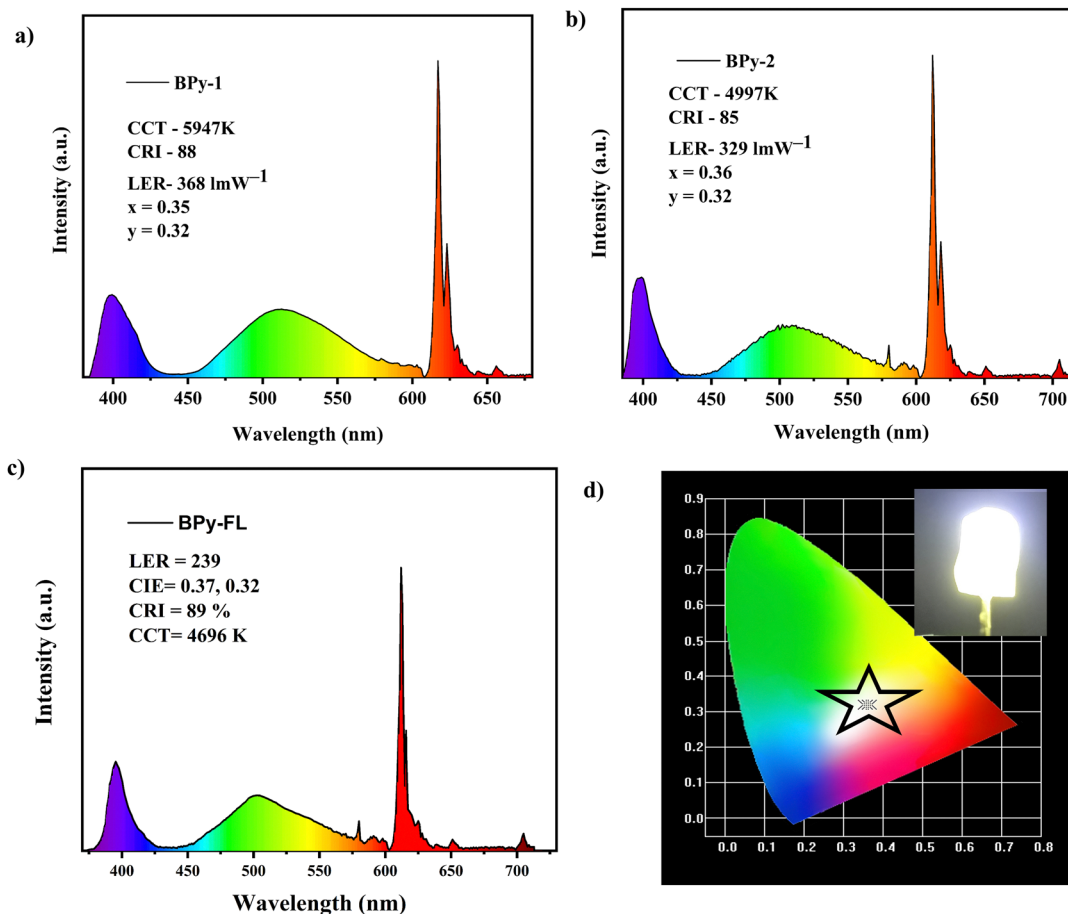 a)
BPy-1
CCT - 5947K
CRI - 88
LER- 368 lmW⁻¹
x = 0.35
y = 0.32
Intensity (a.u.)
400 450 500 550 600 650
Wavelength (nm)
b)
BPy-2
CCT - 4997K
CRI - 85
LER- 329 lmW⁻¹
x = 0.36
y = 0.32
Intensity (a.u.)
400 450 500 550 600 650 700
Wavelength (nm)
c)
BPy-FL
LER = 239
CIE= 0.37, 0.32
CRI = 89 %
CCT= 4696 K
Intensity (a.u.)
400 450 500 550 600 650 700
Wavelength (nm)
d)
0.9
0.8
0.7
0.6
0.5
0.4
0.3
0.2
0.1
0.0
0.0 0.1 0.2 0.3 0.4 0.5 0.6 0.7 0.8